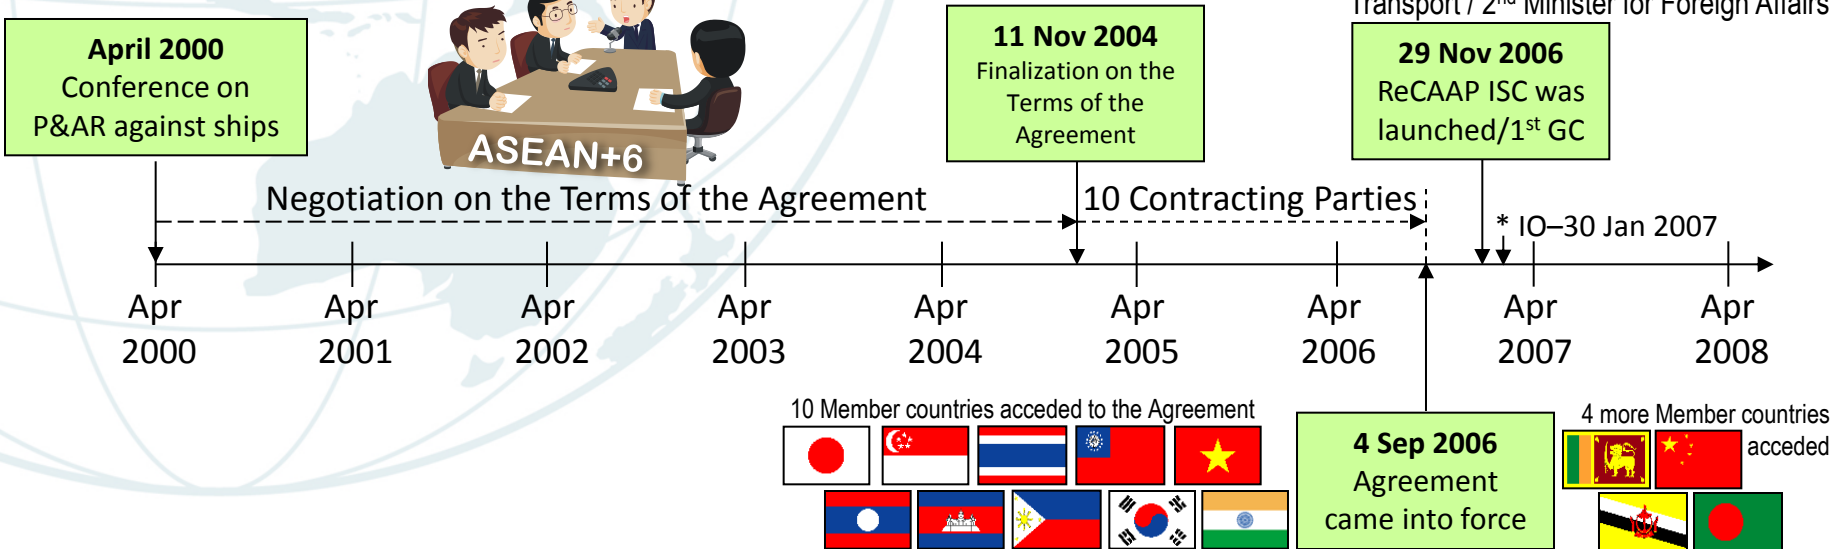 Transport / 2nd Minister for Foreign Affairs
April 2000
Conference on
P&AR against ships
ASEAN+6
11 Nov 2004
Finalization on the
Terms of the
Agreement
29 Nov 2006
ReCAAP ISC was
launched/1st GC
Negotiation on the Terms of the Agreement
10 Contracting Parties
* IO–30 Jan 2007
Apr
2000
Apr
2001
Apr
2002
Apr
2003
Apr
2004
Apr
2005
Apr
2006
Apr
2007
Apr
2008
10 Member countries acceded to the Agreement
4 Sep 2006
Agreement
came into force
4 more Member countries
acceded